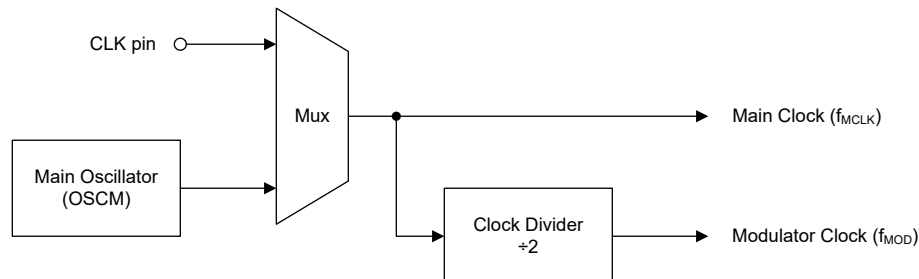 CLK pin
Mux
Main Clock (fMCLK)
Main Oscillator
(OSCM)
Clock Divider
÷2
Modulator Clock (fMOD)